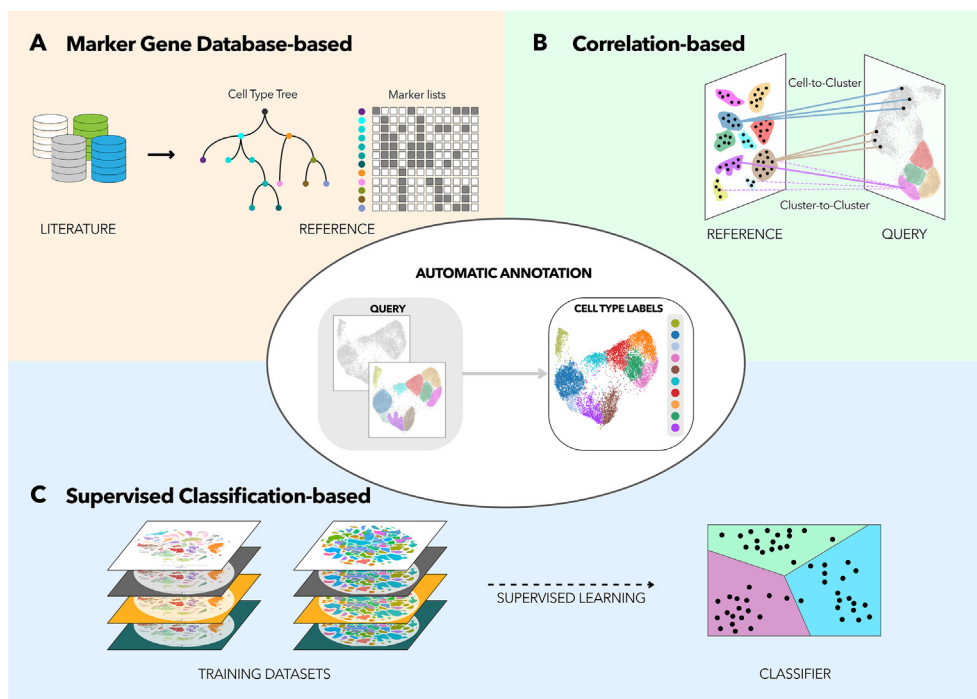 A Marker Gene Database-based
Cell Type Tree
Marker lists
LITERATURE
REFERENCE
B Correlation-based
Cell-to-Cluster
Cluster-to-Cluster
REFERENCE
QUERY
AUTOMATIC ANNOTATION
QUERY
CELL TYPE LABELS
C Supervised Classification-based
SUPERVISED LEARNING
TRAINING DATASETS
CLASSIFIER